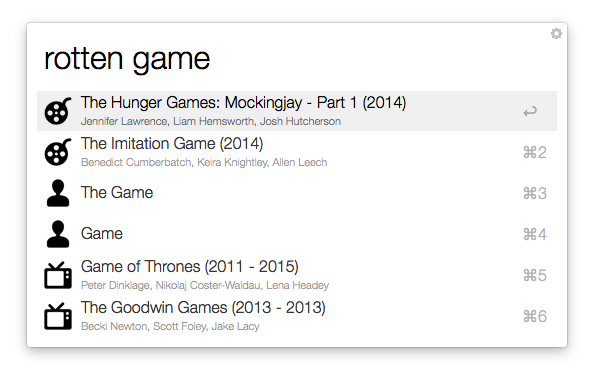 rotten game
The Hunger Games: Mockingjay - Part 1 (2014)
Jennifer Lawrence, Liam Hemsworth, Josh Hutcherson
↩
The Imitation Game (2014)
Benedict Cumberbatch, Keira Knightley, Allen Leech
⌘2
The Game
⌘3
Game
⌘4
Game of Thrones (2011 - 2015)
Peter Dinklage, Nikolaj Coster-Waldau, Lena Headey
⌘5
The Goodwin Games (2013 - 2013)
Becki Newton, Scott Foley, Jake Lacy
⌘6